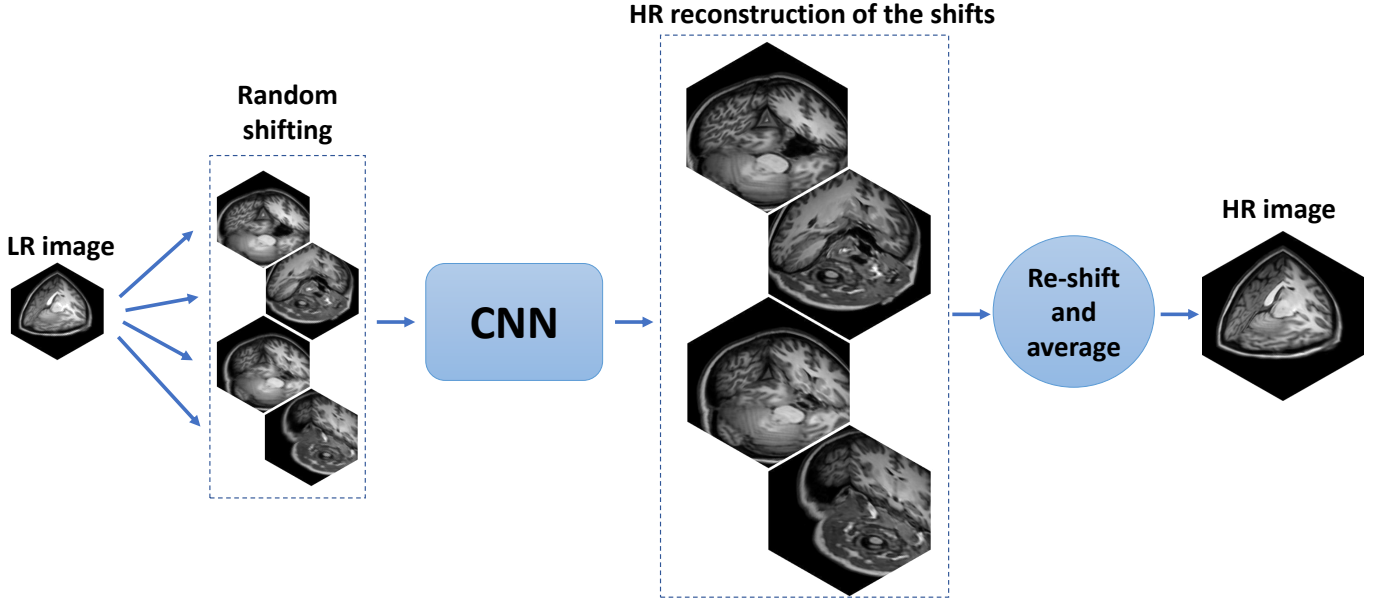 LR image
Random
shifting
CNN
HR reconstruction of the shifts
Re-shift
and
average
HR image